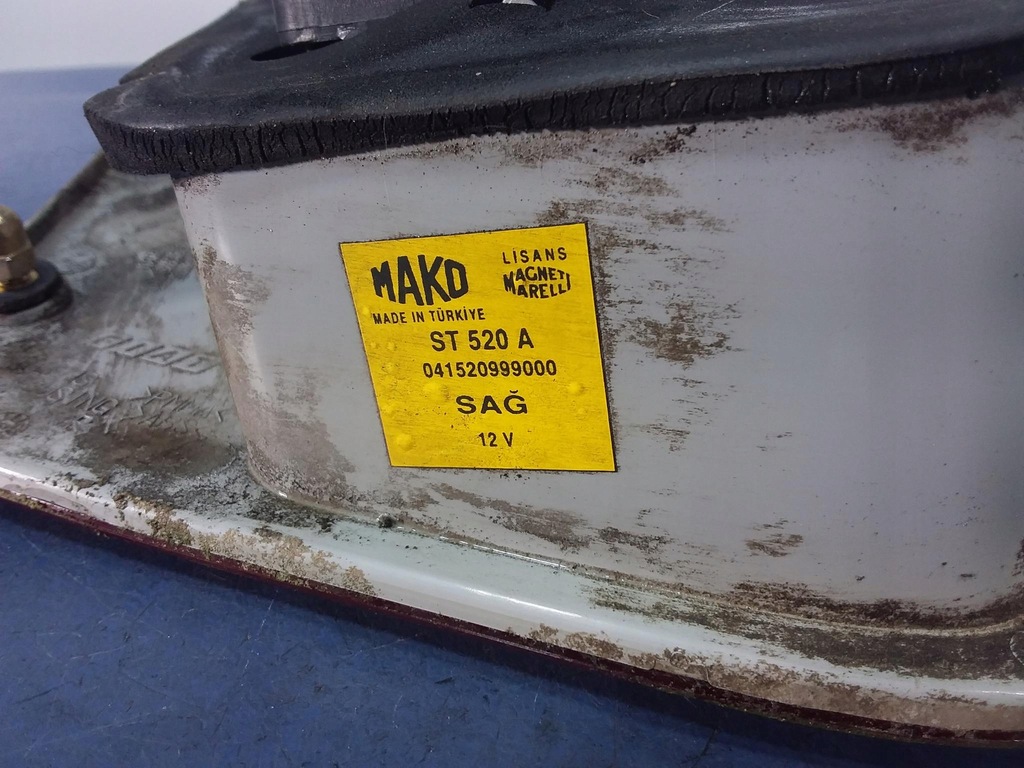 MAKO
LİSANS
MAGNETI
MARELLI
MADE IN TÜRKİYE
ST 520 A
041520999000
SAĞ
12 V